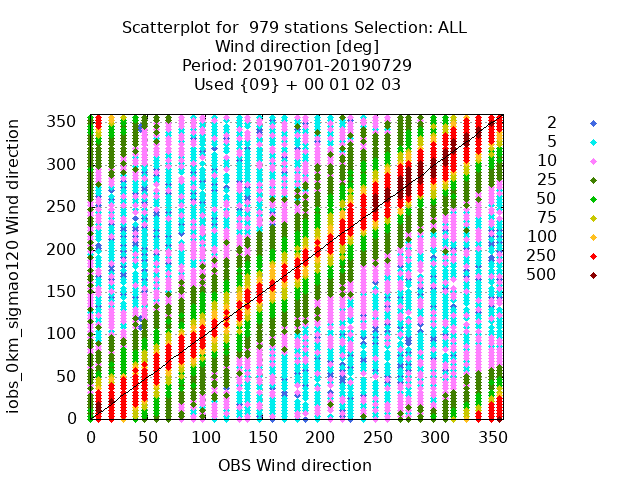 Scatterplot for  979 stations Selection: ALL
Wind direction [deg]
Period: 20190701-20190729
Used {09} + 00 01 02 03
iobs_0km_sigmao120 Wind direction
350
300
250
200
150
100
50
0
0 50 100 150 200 250 300 350
OBS Wind direction
2
5
10
25
50
75
100
250
500